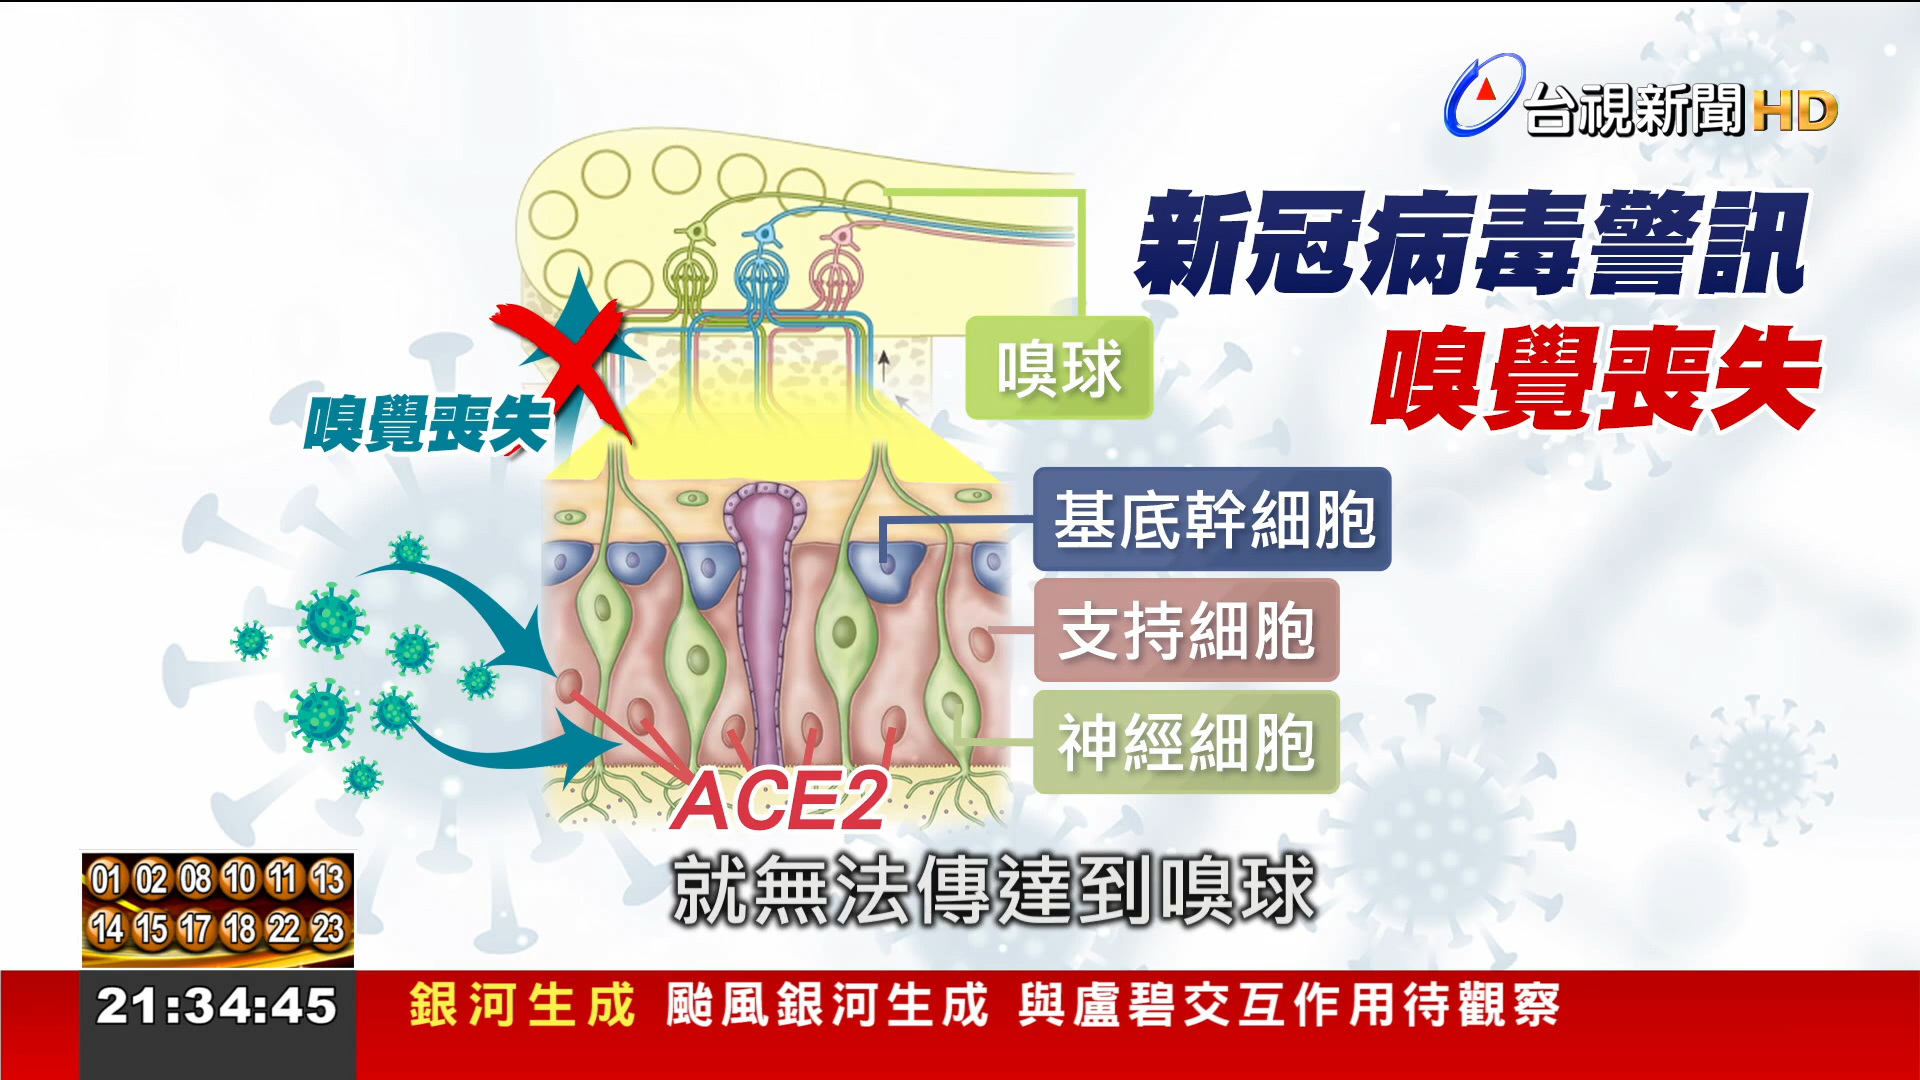 台視新聞HD
新冠病毒警訊
嗅覺喪失
嗅球
嗅覺喪失
基底幹細胞
支持細胞
神經細胞
ACE2
就無法傳達到嗅球
01 02 08 10 11 13
14 15 17 18 22 23
21:34:45
銀河生成 颱風銀河生成 與盧碧交互作用待觀察